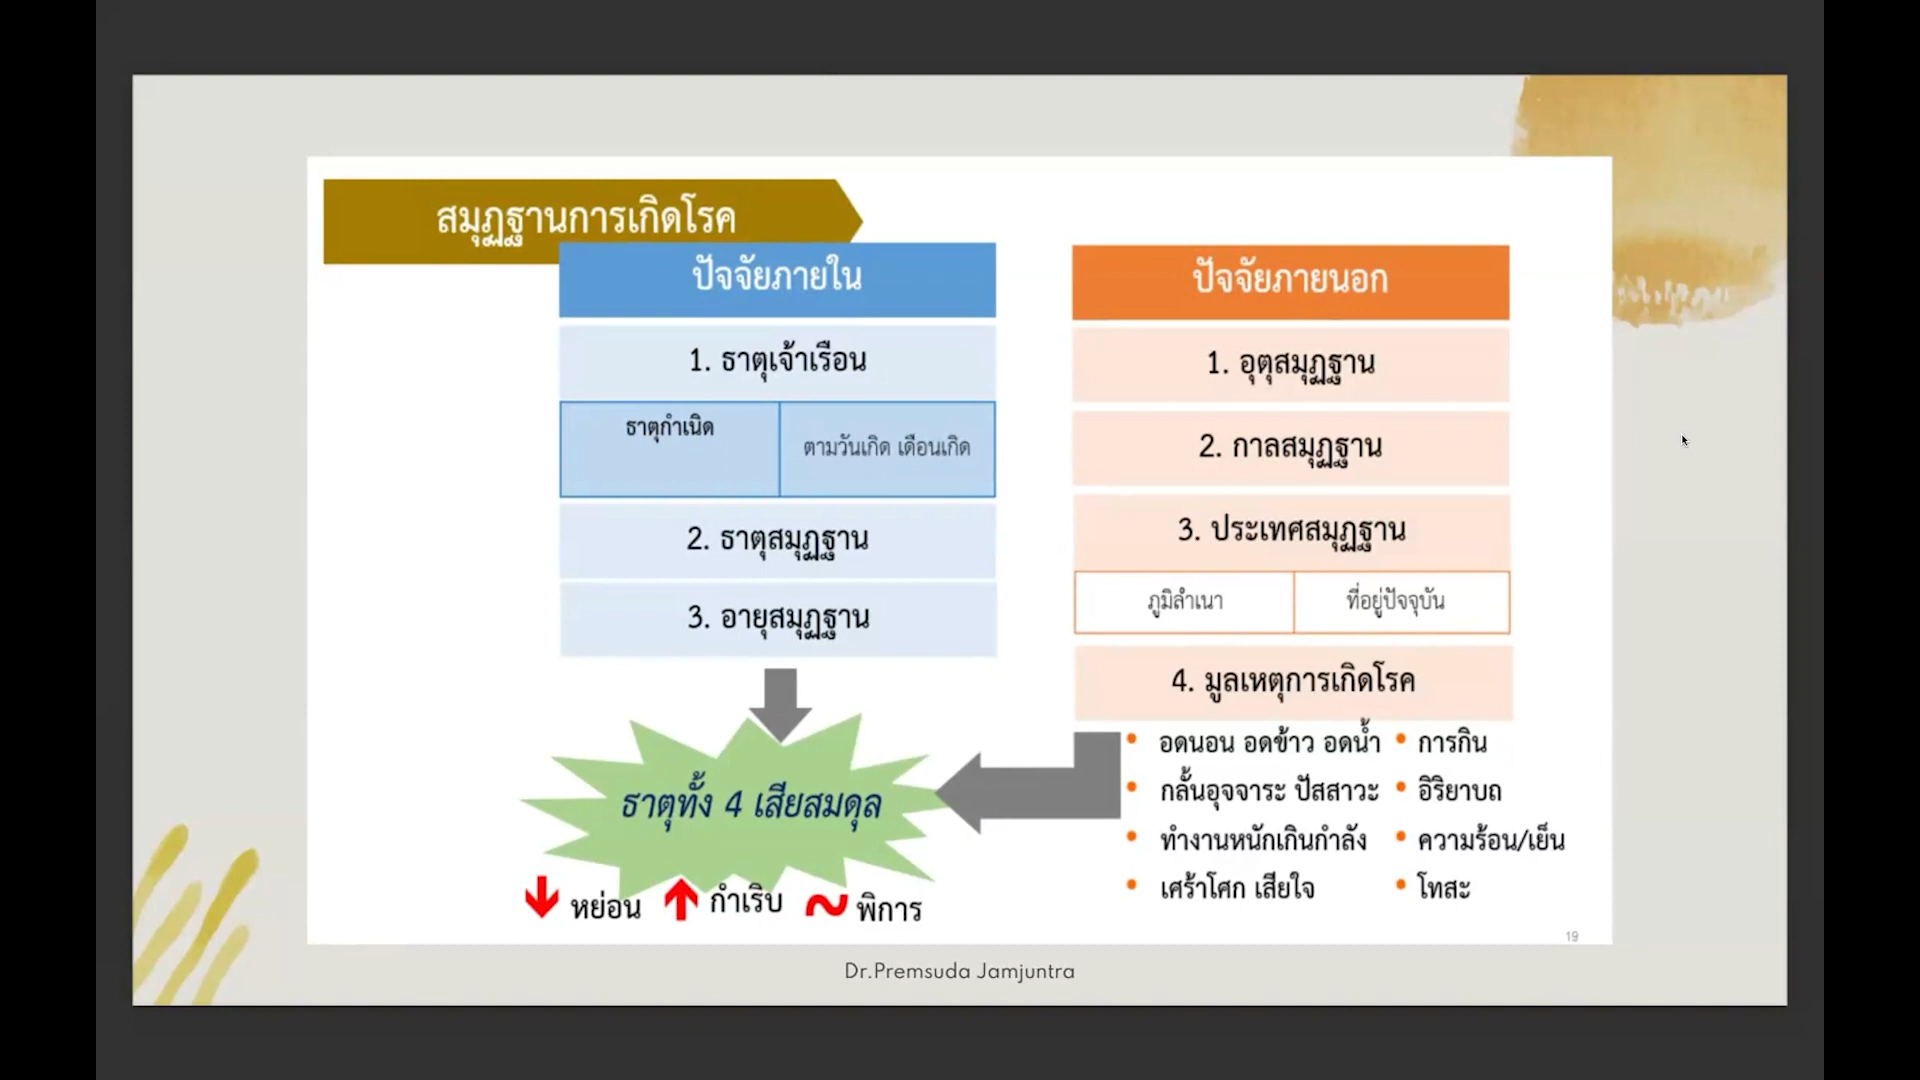 สมุฏฐานการเกิดโรค
ปัจจัยภายใน
1. ธาตุเจ้าเรือน
ธาตุกำเนิด
ตามวันเกิด เดือนเกิด
2. ธาตุสมุฏฐาน
3. อายุสมุฏฐาน
ปัจจัยภายนอก
1. อุตุสมุฏฐาน
2. กาลสมุฏฐาน
3. ประเทศสมุฏฐาน
ภูมิลำเนา
ที่อยู่ปัจจุบัน
4. มูลเหตุการเกิดโรค
• อดนอน อดข้าว อดน้ำ
• กลั้นอุจจาระ ปัสสาวะ
• ทำงานหนักเกินกำลัง
• เศร้าโศก เสียใจ
• การกิน
• อิริยาบถ
• ความร้อน/เย็น
• โทสะ
ธาตุทั้ง 4 เสียสมดุล
หย่อน
กำเริบ
~ พิการ
19
Dr.Premsuda Jamjuntra